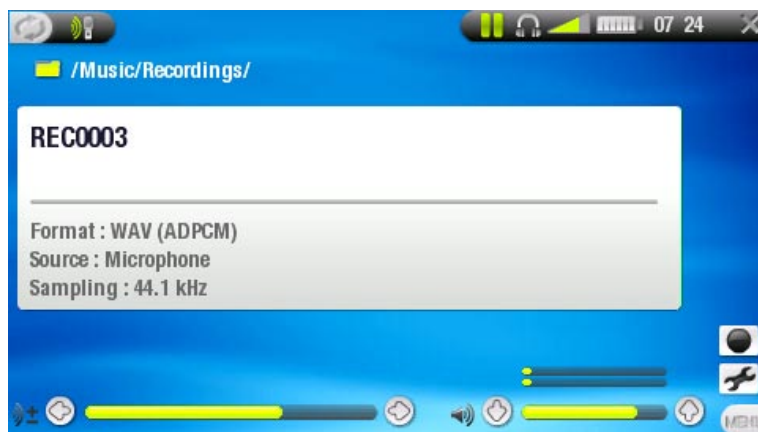 07 24
/Music/Recordings/
REC0003
Format : WAV (ADPCM)
Source : Microphone
Sampling : 44.1 kHz